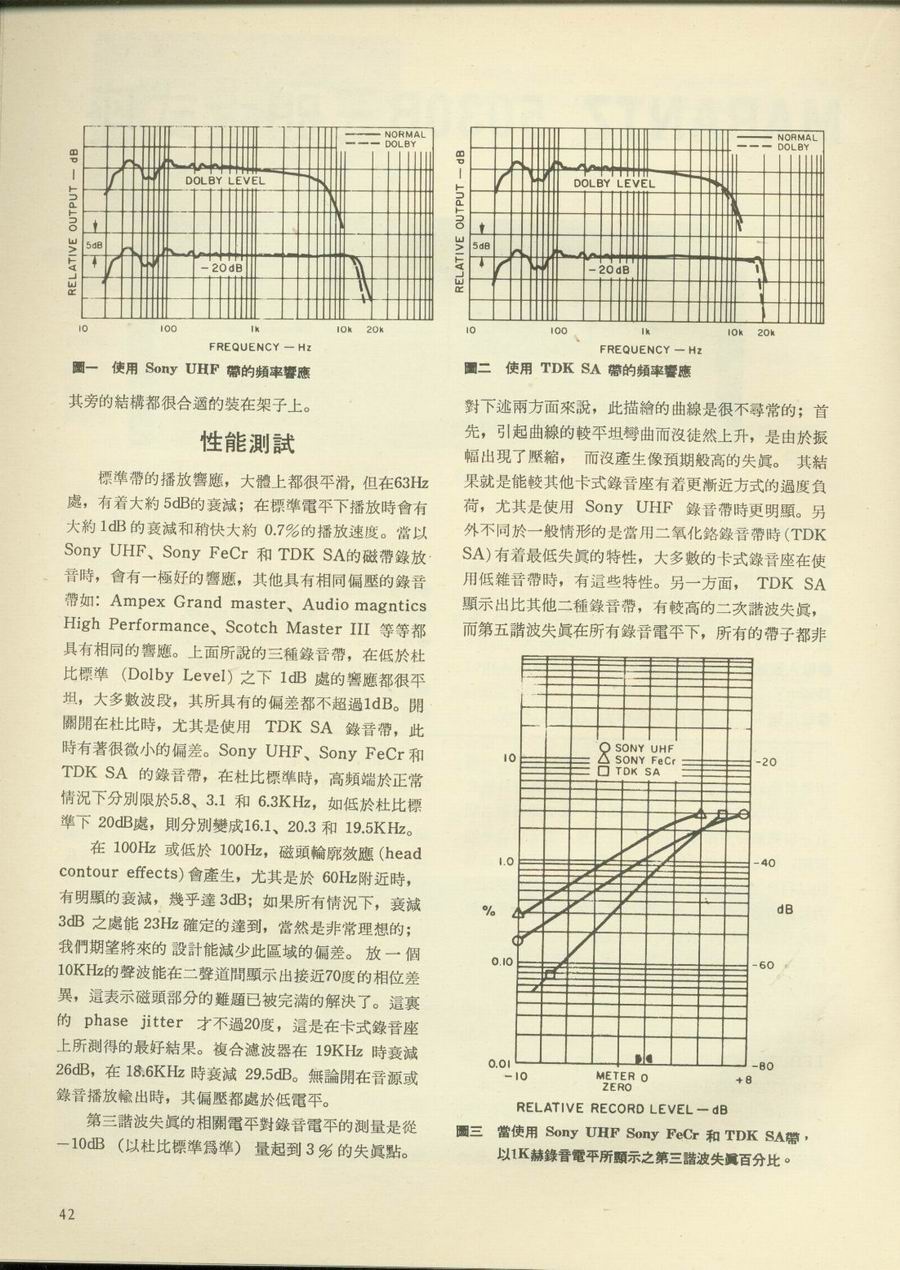 RELATIVE OUTPUT — dB
NORMAL
DOLBY
DOLBY LEVEL
5dB
－20dB
10 100 1k 10k 20k
FREQUENCY — Hz
圖一 使用 Sony UHF 帶的頻率響應
其旁的結構都很合適的裝在架子上。
性能測試
標準帶的播放響應，大體上都很平滑，但在63Hz
處，有着大約 5dB的衰減；在標準電平下播放時會有
大約 1dB 的衰減和稍快大約 0.7%的播放速度。當以
Sony UHF、Sony FeCr 和 TDK SA的磁帶錄放
音時，會有一極好的響應，其他具有相同偏壓的錄音
帶如：Ampex Grand master、Audio magntics
High Performance、Scotch Master III 等等都
具有相同的響應。上面所說的三種錄音帶，在低於杜
比標準 (Dolby Level) 之下 1dB 處的響應都很平
坦，大多數波段，其所具有的偏差都不超過1dB。開
關開在杜比時，尤其是使用 TDK SA 錄音帶，此
時有著很微小的偏差。Sony UHF、Sony FeCr 和
TDK SA 的錄音帶，在杜比標準時，高頻端於正常
情況下分別限於5.8、3.1 和 6.3KHz，如低於杜比標
準下 20dB處，則分別變成16.1、20.3 和 19.5KHz。
在 100Hz 或低於 100Hz，磁頭輪廓效應 (head
contour effects) 會產生，尤其是於 60Hz附近時，
有明顯的衰減，幾乎達 3dB；如果所有情況下，衰減
3dB 之處能 23Hz 確定的達到，當然是非常理想的；
我們期望將來的 設計能減少此區域的偏差。 放一個
10KHz的聲波能在二聲道間顯示出接近70度的相位差
異，這表示磁頭部分的難題已被完滿的解決了。這裏
的 phase jitter 才不過20度，這是在卡式錄音座
上所測得的最好結果。複合濾波器在 19KHz 時衰減
26dB，在 18.6KHz 時衰減 29.5dB。無論開在音源或
錄音播放輸出時，其偏壓都處於低電平。
第三諧波失眞的相關電平對錄音電平的測量是從
－10dB （以杜比標準爲準） 量起到 3 % 的失眞點。
42
RELATIVE OUTPUT — dB
NORMAL
DOLBY
DOLBY LEVEL
5dB
－20dB
10 100 1k 10k 20k
FREQUENCY — Hz
圖二 使用 TDK SA 帶的頻率響應
對下述兩方面來說，此描繪的曲線是很不尋常的；首
先，引起曲線的較平坦彎曲而沒徒然上升，是由於振
幅出現了壓縮， 而沒產生像預期般高的失眞。 其結
果就是能較其他卡式錄音座有着更漸近方式的過度負
荷，尤其是使用 Sony UHF 錄音帶時更明顯。另
外不同於一般情形的是當用二氧化鉻錄音帶時 (TDK
SA) 有着最低失眞的特性，大多數的卡式錄音座在使
用低雜音帶時，有這些特性。另一方面， TDK SA
顯示出比其他二種錄音帶，有較高的二次諧波失眞，
而第五諧波失眞在所有錄音電平下，所有的帶子都非
SONY UHF
SONY FeCr
TDK SA
10
1.0
%
0.10
0.01
-20
-40
dB
-60
-80
-10 METER ZERO 0 +8
RELATIVE RECORD LEVEL — dB
圖三 當使用 Sony UHF Sony FeCr 和 TDK SA帶，
以1K赫錄音電平所顯示之第三諧波失眞百分比。